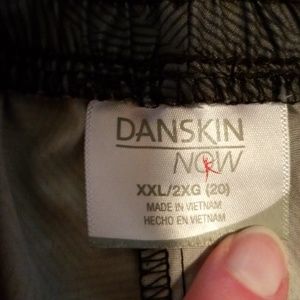 DANSKIN
NOW
XXL/2XG (20)
MADE IN VIETNAM
HECHO EN VIETNAM